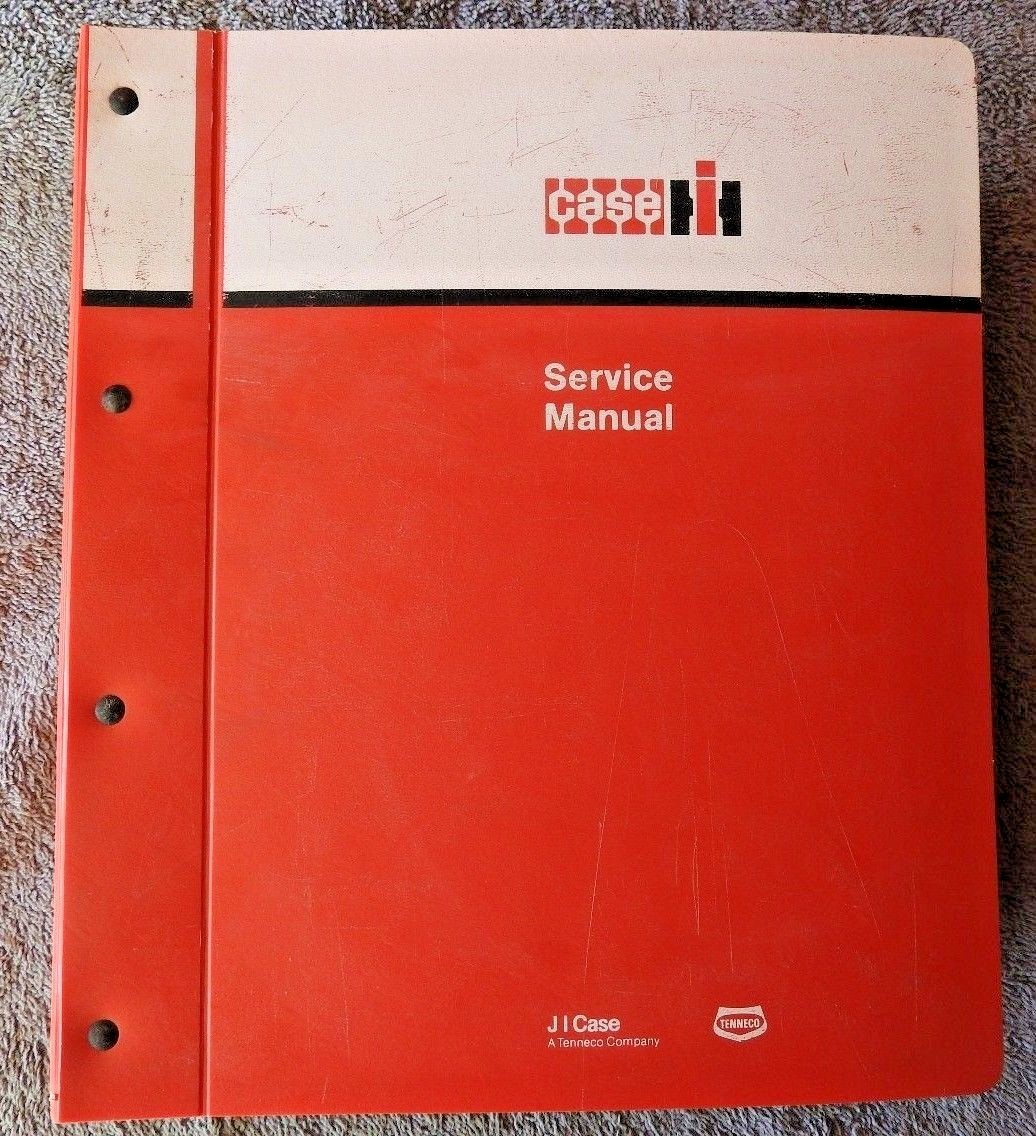 case IH
Service
Manual
J I Case
A Tenneco Company
TENNECO